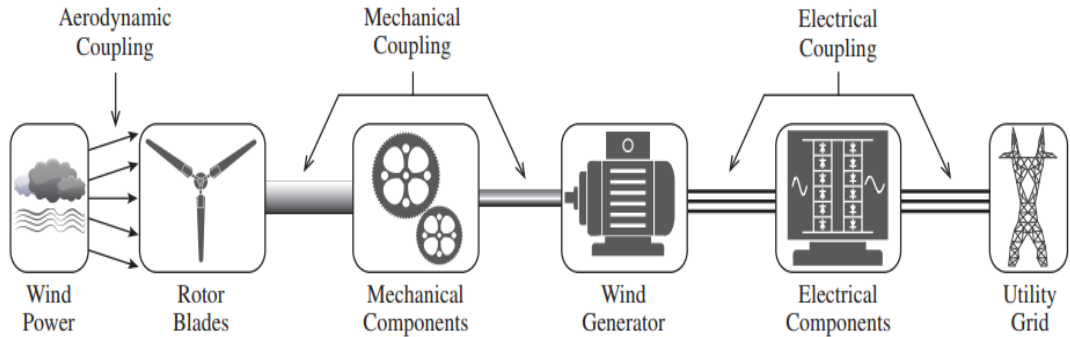 Aerodynamic
Coupling
Mechanical
Coupling
Electrical
Coupling
Wind
Power
Rotor
Blades
Mechanical
Components
Wind
Generator
Electrical
Components
Utility
Grid